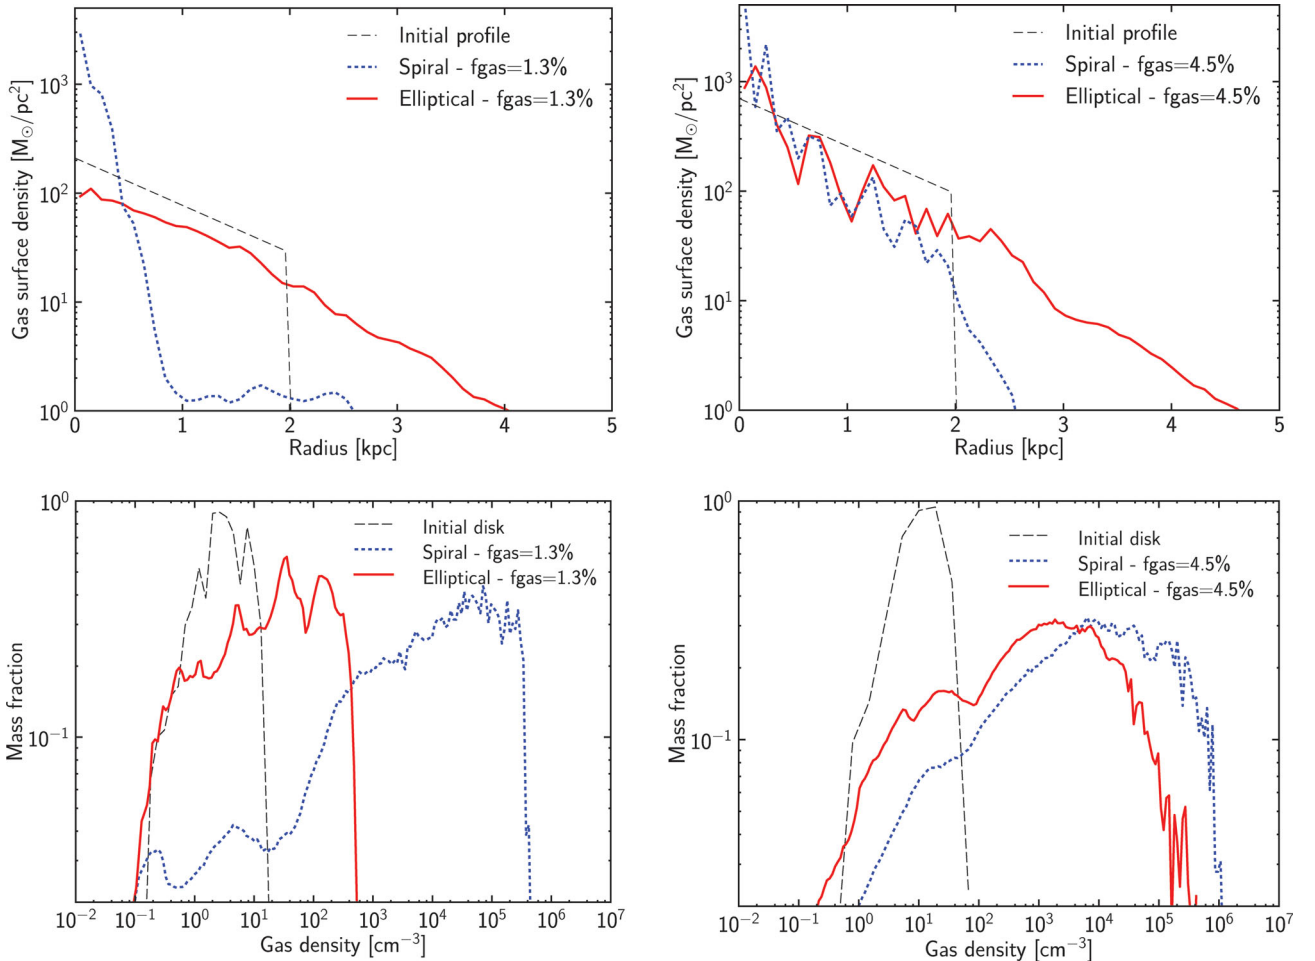 Gas surface density [M☉/pc²]
10³
10²
10¹
10⁰
Initial profile
Spiral - fgas=1.3%
Elliptical - fgas=1.3%
0 1 2 3 4 5
Radius [kpc]
Gas surface density [M☉/pc²]
10³
10²
10¹
10⁰
Initial profile
Spiral - fgas=4.5%
Elliptical - fgas=4.5%
0 1 2 3 4 5
Radius [kpc]
Mass fraction
10⁰
10⁻¹
Initial disk
Spiral - fgas=1.3%
Elliptical - fgas=1.3%
10⁻² 10⁻¹ 10⁰ 10¹ 10² 10³ 10⁴ 10⁵ 10⁶ 10⁷
Gas density [cm⁻³]
Mass fraction
10⁰
10⁻¹
Initial disk
Spiral - fgas=4.5%
Elliptical - fgas=4.5%
10⁻² 10⁻¹ 10⁰ 10¹ 10² 10³ 10⁴ 10⁵ 10⁶ 10⁷
Gas density [cm⁻³]